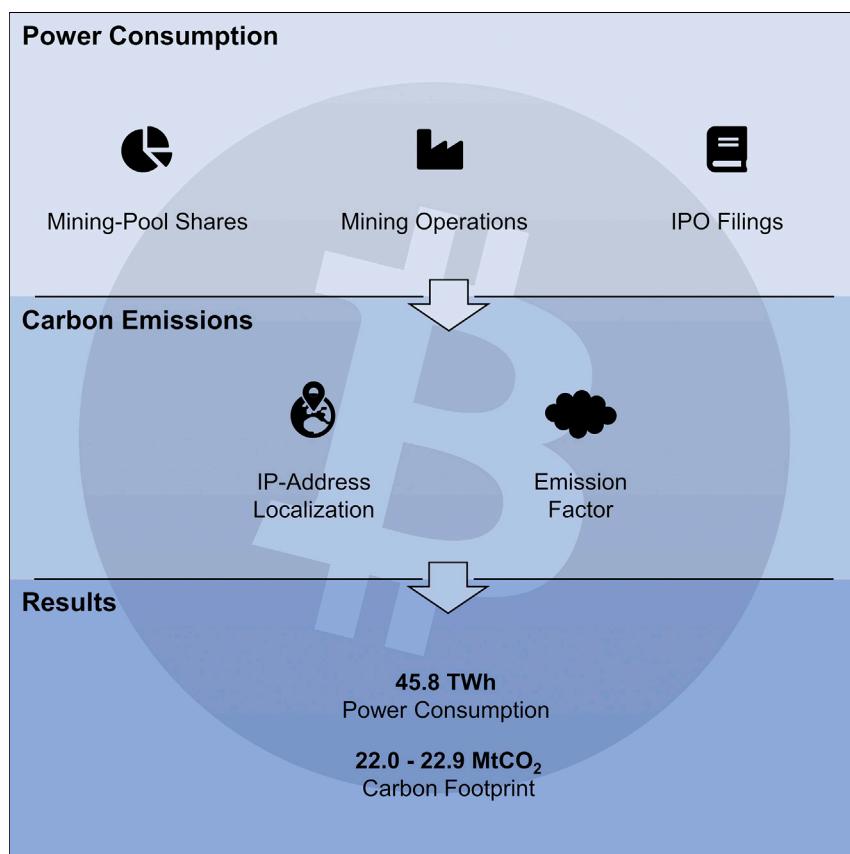 Power Consumption
Mining-Pool Shares
Mining Operations
IPO Filings
Carbon Emissions
IP-Address
Localization
Emission
Factor
Results
45.8 TWh
Power Consumption
22.0 - 22.9 MtCO₂
Carbon Footprint